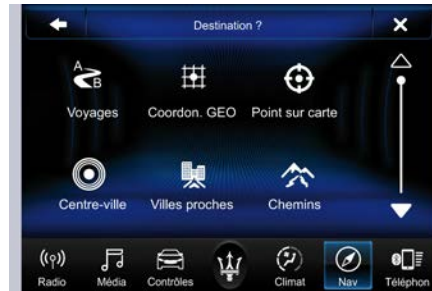 Destination ?
A
B
Voyages Coordon. GEO Point sur carte
Centre-ville Villes proches Chemins
Radio Média Contrôles Climat Nav Téléphon